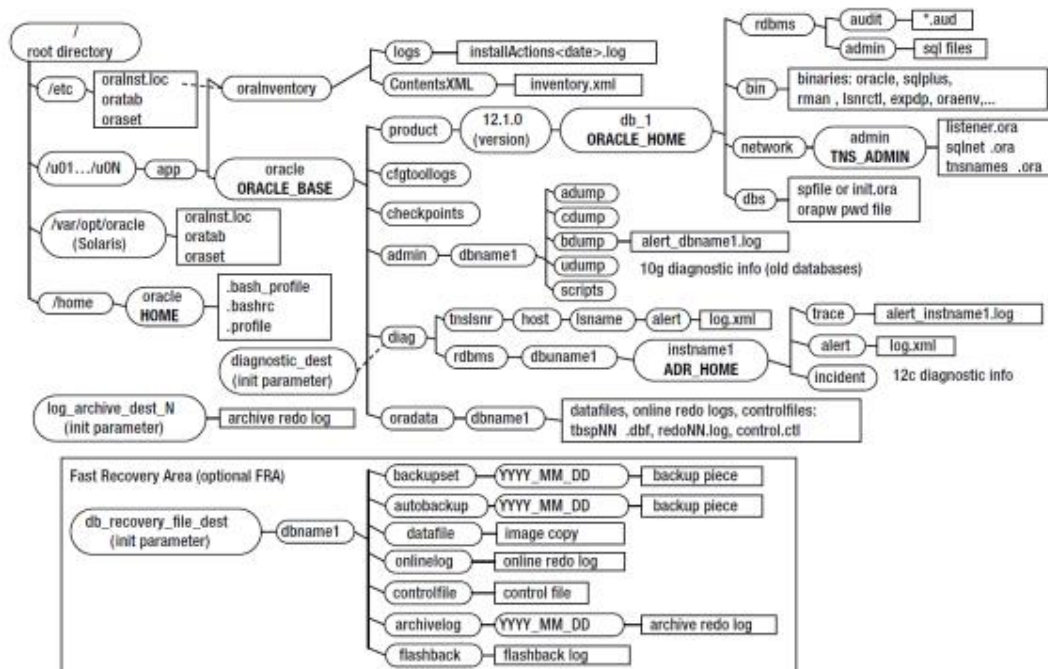 /
root directory
/etc
oraInst.loc
oratab
oraset
/u01…/u0N
app
/var/opt/oracle
(Solaris)
oraInst.loc
oratab
oraset
/home
oracle
HOME
.bash_profile
.bashrc
.profile
oraInventory
logs
installActions<date>.log
ContentsXML
inventory.xml
oracle
ORACLE_BASE
product
12.1.0
(version)
db_1
ORACLE_HOME
rdbms
audit
*.aud
admin
sql files
bin
binaries: oracle, sqlplus,
rman , lsnrctl, expdp, oraenv,...
network
admin
TNS_ADMIN
listener.ora
sqlnet .ora
tnsnames .ora
dbs
spfile or init.ora
orapw pwd file
cfgtoollogs
checkpoints
admin
dbname1
adump
cdump
bdump
alert_dbname1.log
udump
10g diagnostic info (old databases)
scripts
diag
diagnostic_dest
(init parameter)
tnslsnr
host
lsname
alert
log.xml
rdbms
dbuname1
instname1
ADR_HOME
trace
alert_instname1.log
alert
log.xml
incident
12c diagnostic info
log_archive_dest_N
(init parameter)
archive redo log
oradata
dbname1
datafiles, online redo logs, controlfiles:
tbspNN .dbf, redoNN.log, control.ctl
Fast Recovery Area (optional FRA)
db_recovery_file_dest
(init parameter)
dbname1
backupset
YYYY_MM_DD
backup piece
autobackup
YYYY_MM_DD
backup piece
datafile
image copy
onlinelog
online redo log
controlfile
control file
archivelog
YYYY_MM_DD
archive redo log
flashback
flashback log